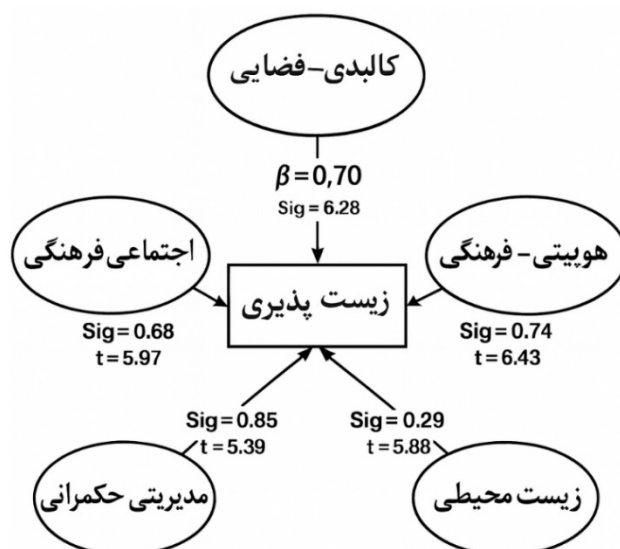 کالبدی-فضایی
β=0,70
Sig=6.28
اجتماعی فرهنگی
هوپیتی-فرهنگی
زیست پذیری
Sig=0.68
t=5.97
Sig=0.74
t=6.43
Sig=0.85
t=5.39
Sig=0.29
t=5.88
مدیریتی حکمرانی
زیست محیطی